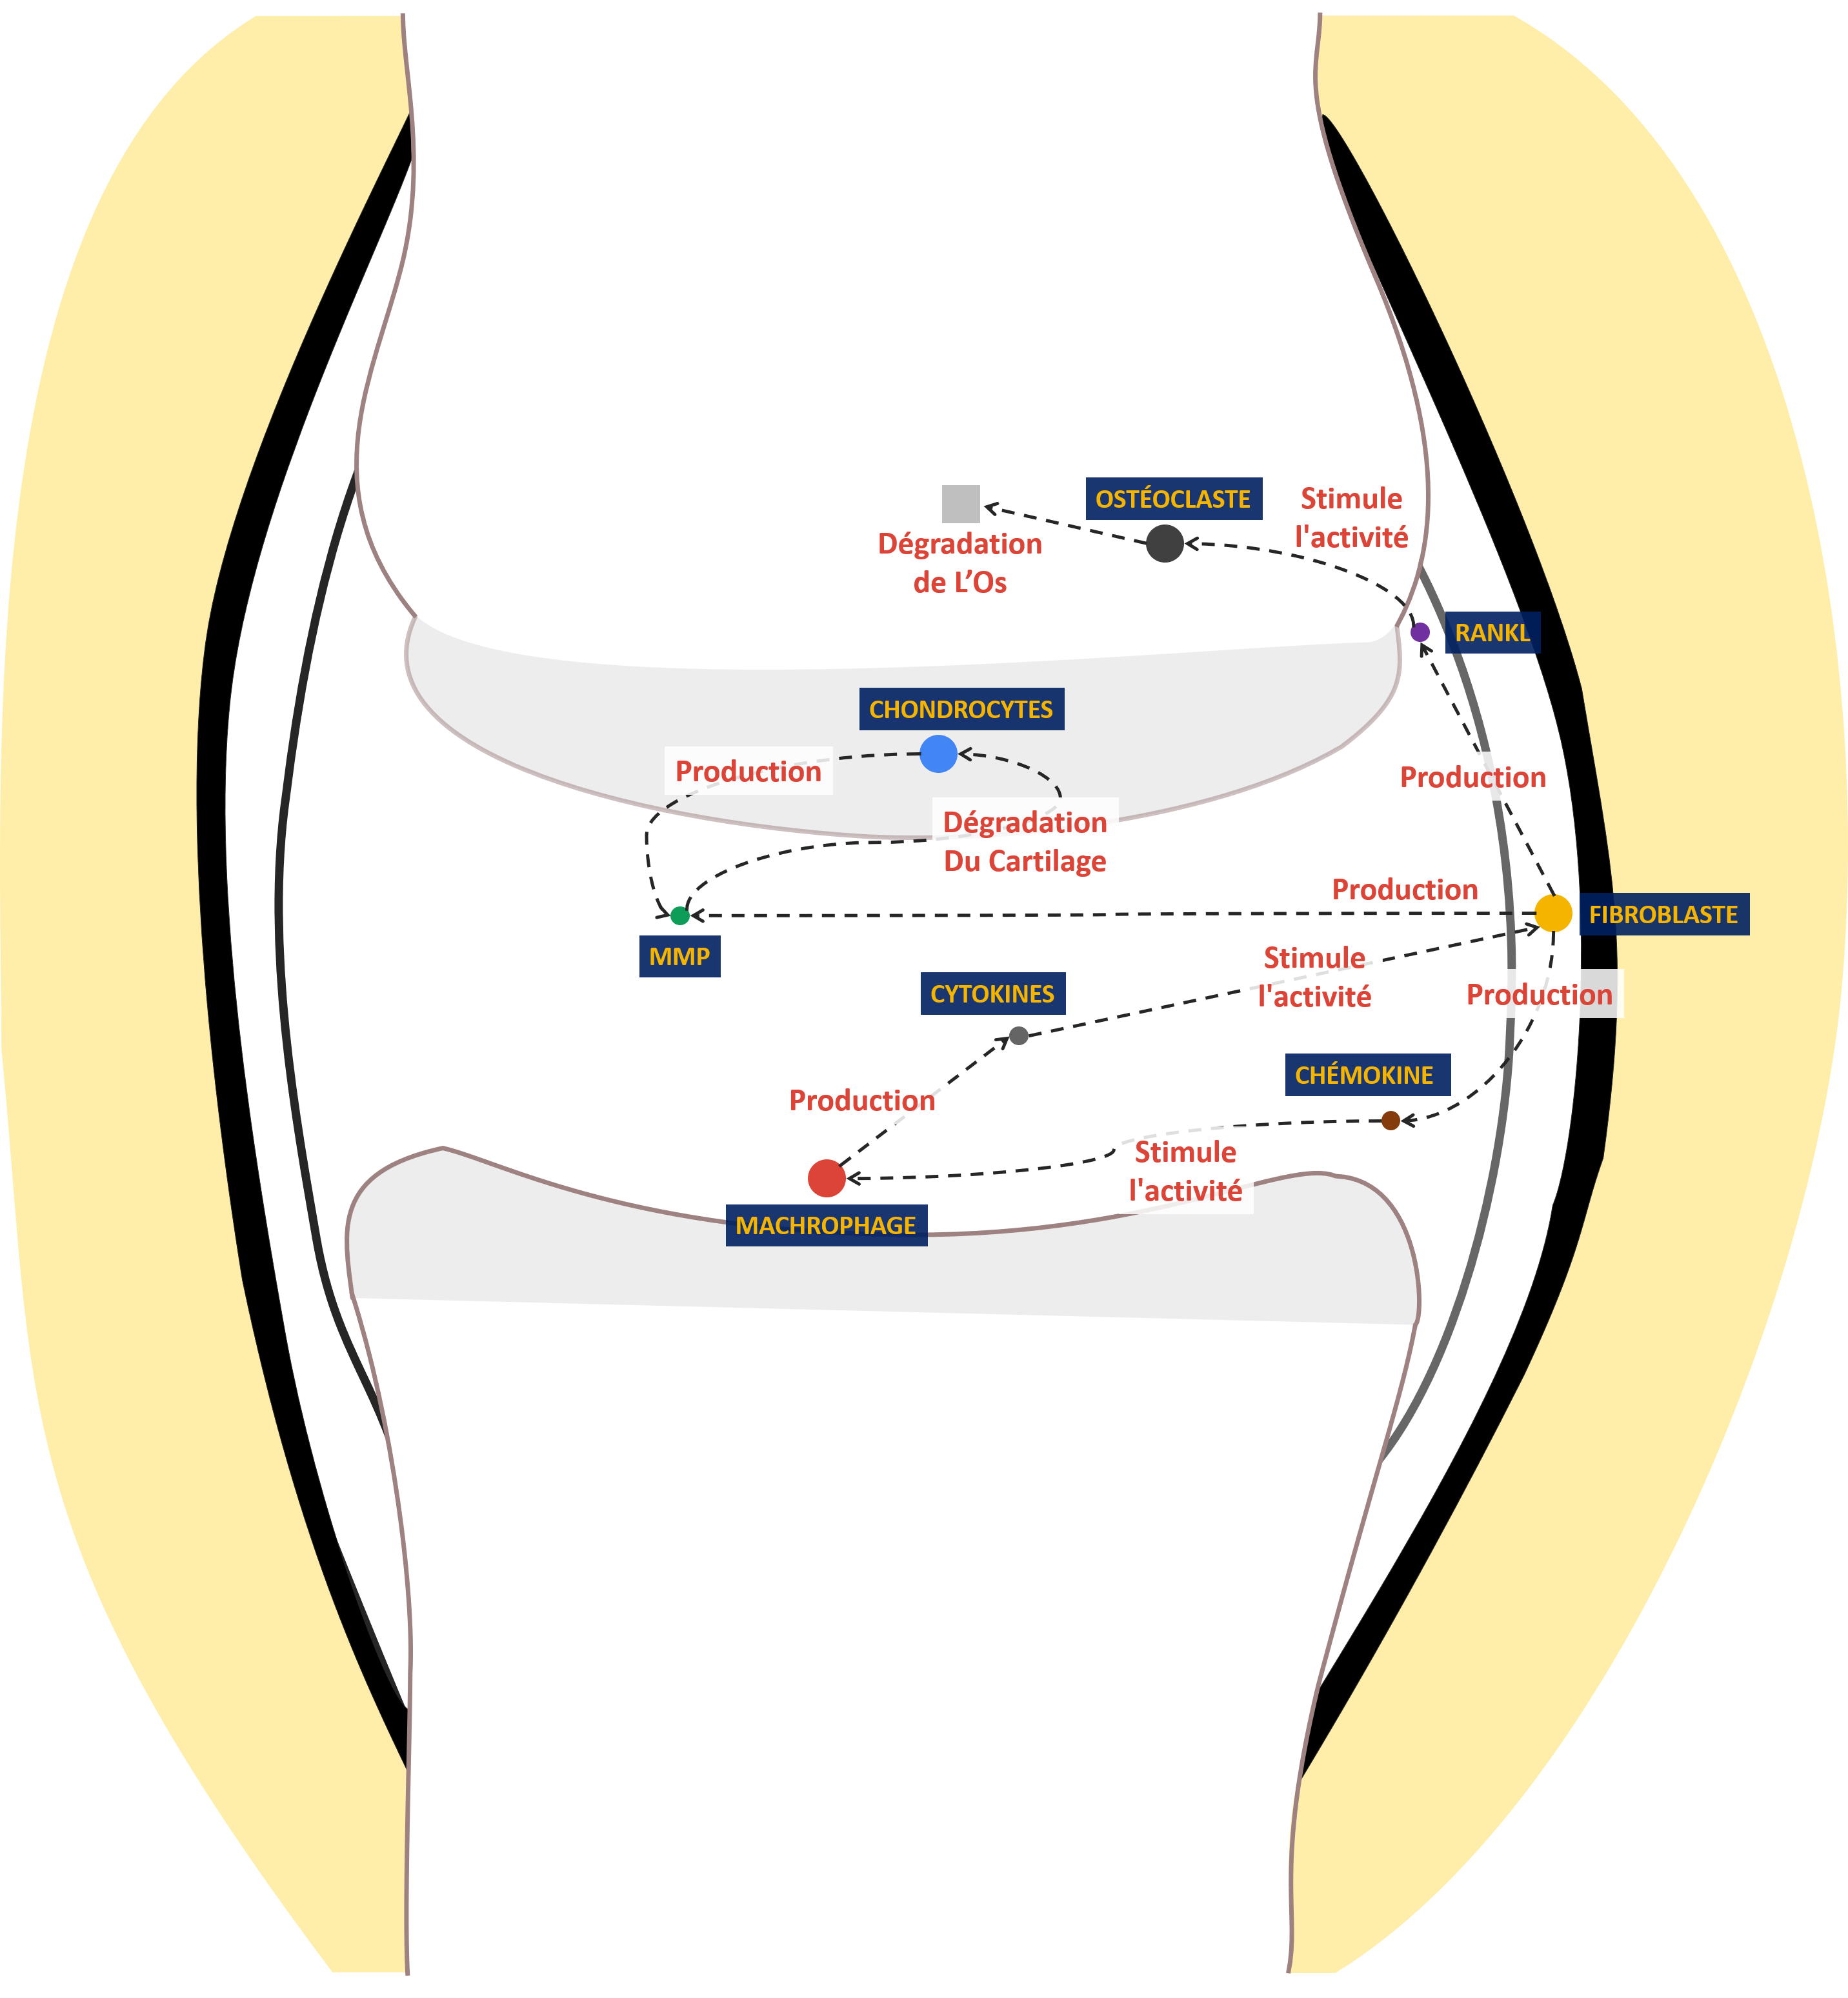 OSTÉOCLASTE
Stimule
l'activité
Dégradation
de L’Os
RANKL
CHONDROCYTES
Production
Production
Dégradation
Du Cartilage
Production
FIBROBLASTE
MMP
Stimule
l'activité
CYTOKINES
Production
CHÉMOKINE
Production
Stimule
l'activité
MACHROPHAGE